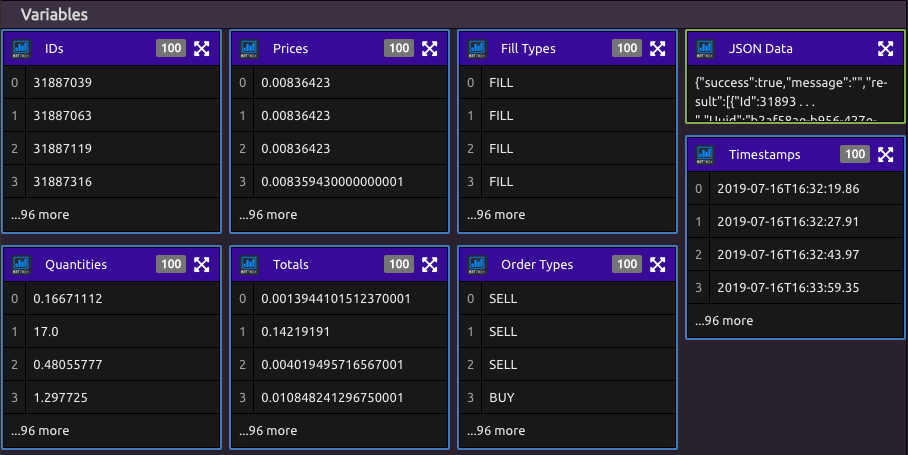 Variables
IDs 100
0 31887039
1 31887063
2 31887119
3 31887316
...96 more
Prices 100
0 0.00836423
1 0.00836423
2 0.00836423
3 0.008359430000000001
...96 more
Fill Types 100
0 FILL
1 FILL
2 FILL
3 FILL
...96 more
JSON Data
{"success":true,"message":"","re-
sult":[{"Id":31893 . . .
","Uuid":"b2af58ae-b956-427e-
Timestamps 100
0 2019-07-16T16:32:19.86
1 2019-07-16T16:32:27.91
2 2019-07-16T16:32:43.97
3 2019-07-16T16:33:59.35
...96 more
Quantities 100
0 0.16671112
1 17.0
2 0.48055777
3 1.297725
...96 more
Totals 100
0 0.0013944101512370001
1 0.14219191
2 0.004019495716567001
3 0.010848241296750001
...96 more
Order Types 100
0 SELL
1 SELL
2 SELL
3 BUY
...96 more